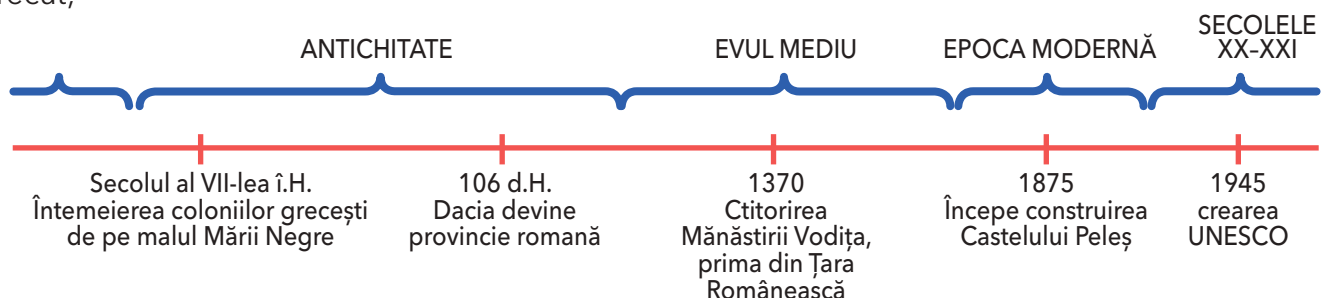 ANTICHITATE
EVUL MEDIU
EPOCA MODERNĂ
SECOLELE
XX–XXI
Secolul al VII-lea î.H.
Întemeierea coloniilor grecești
de pe malul Mării Negre
106 d.H.
Dacia devine
provincie romană
1370
Ctitorirea
Mănăstirii Vodița,
prima din Țara
Românească
1875
Începe construirea
Castelului Peleș
1945
crearea
UNESCO